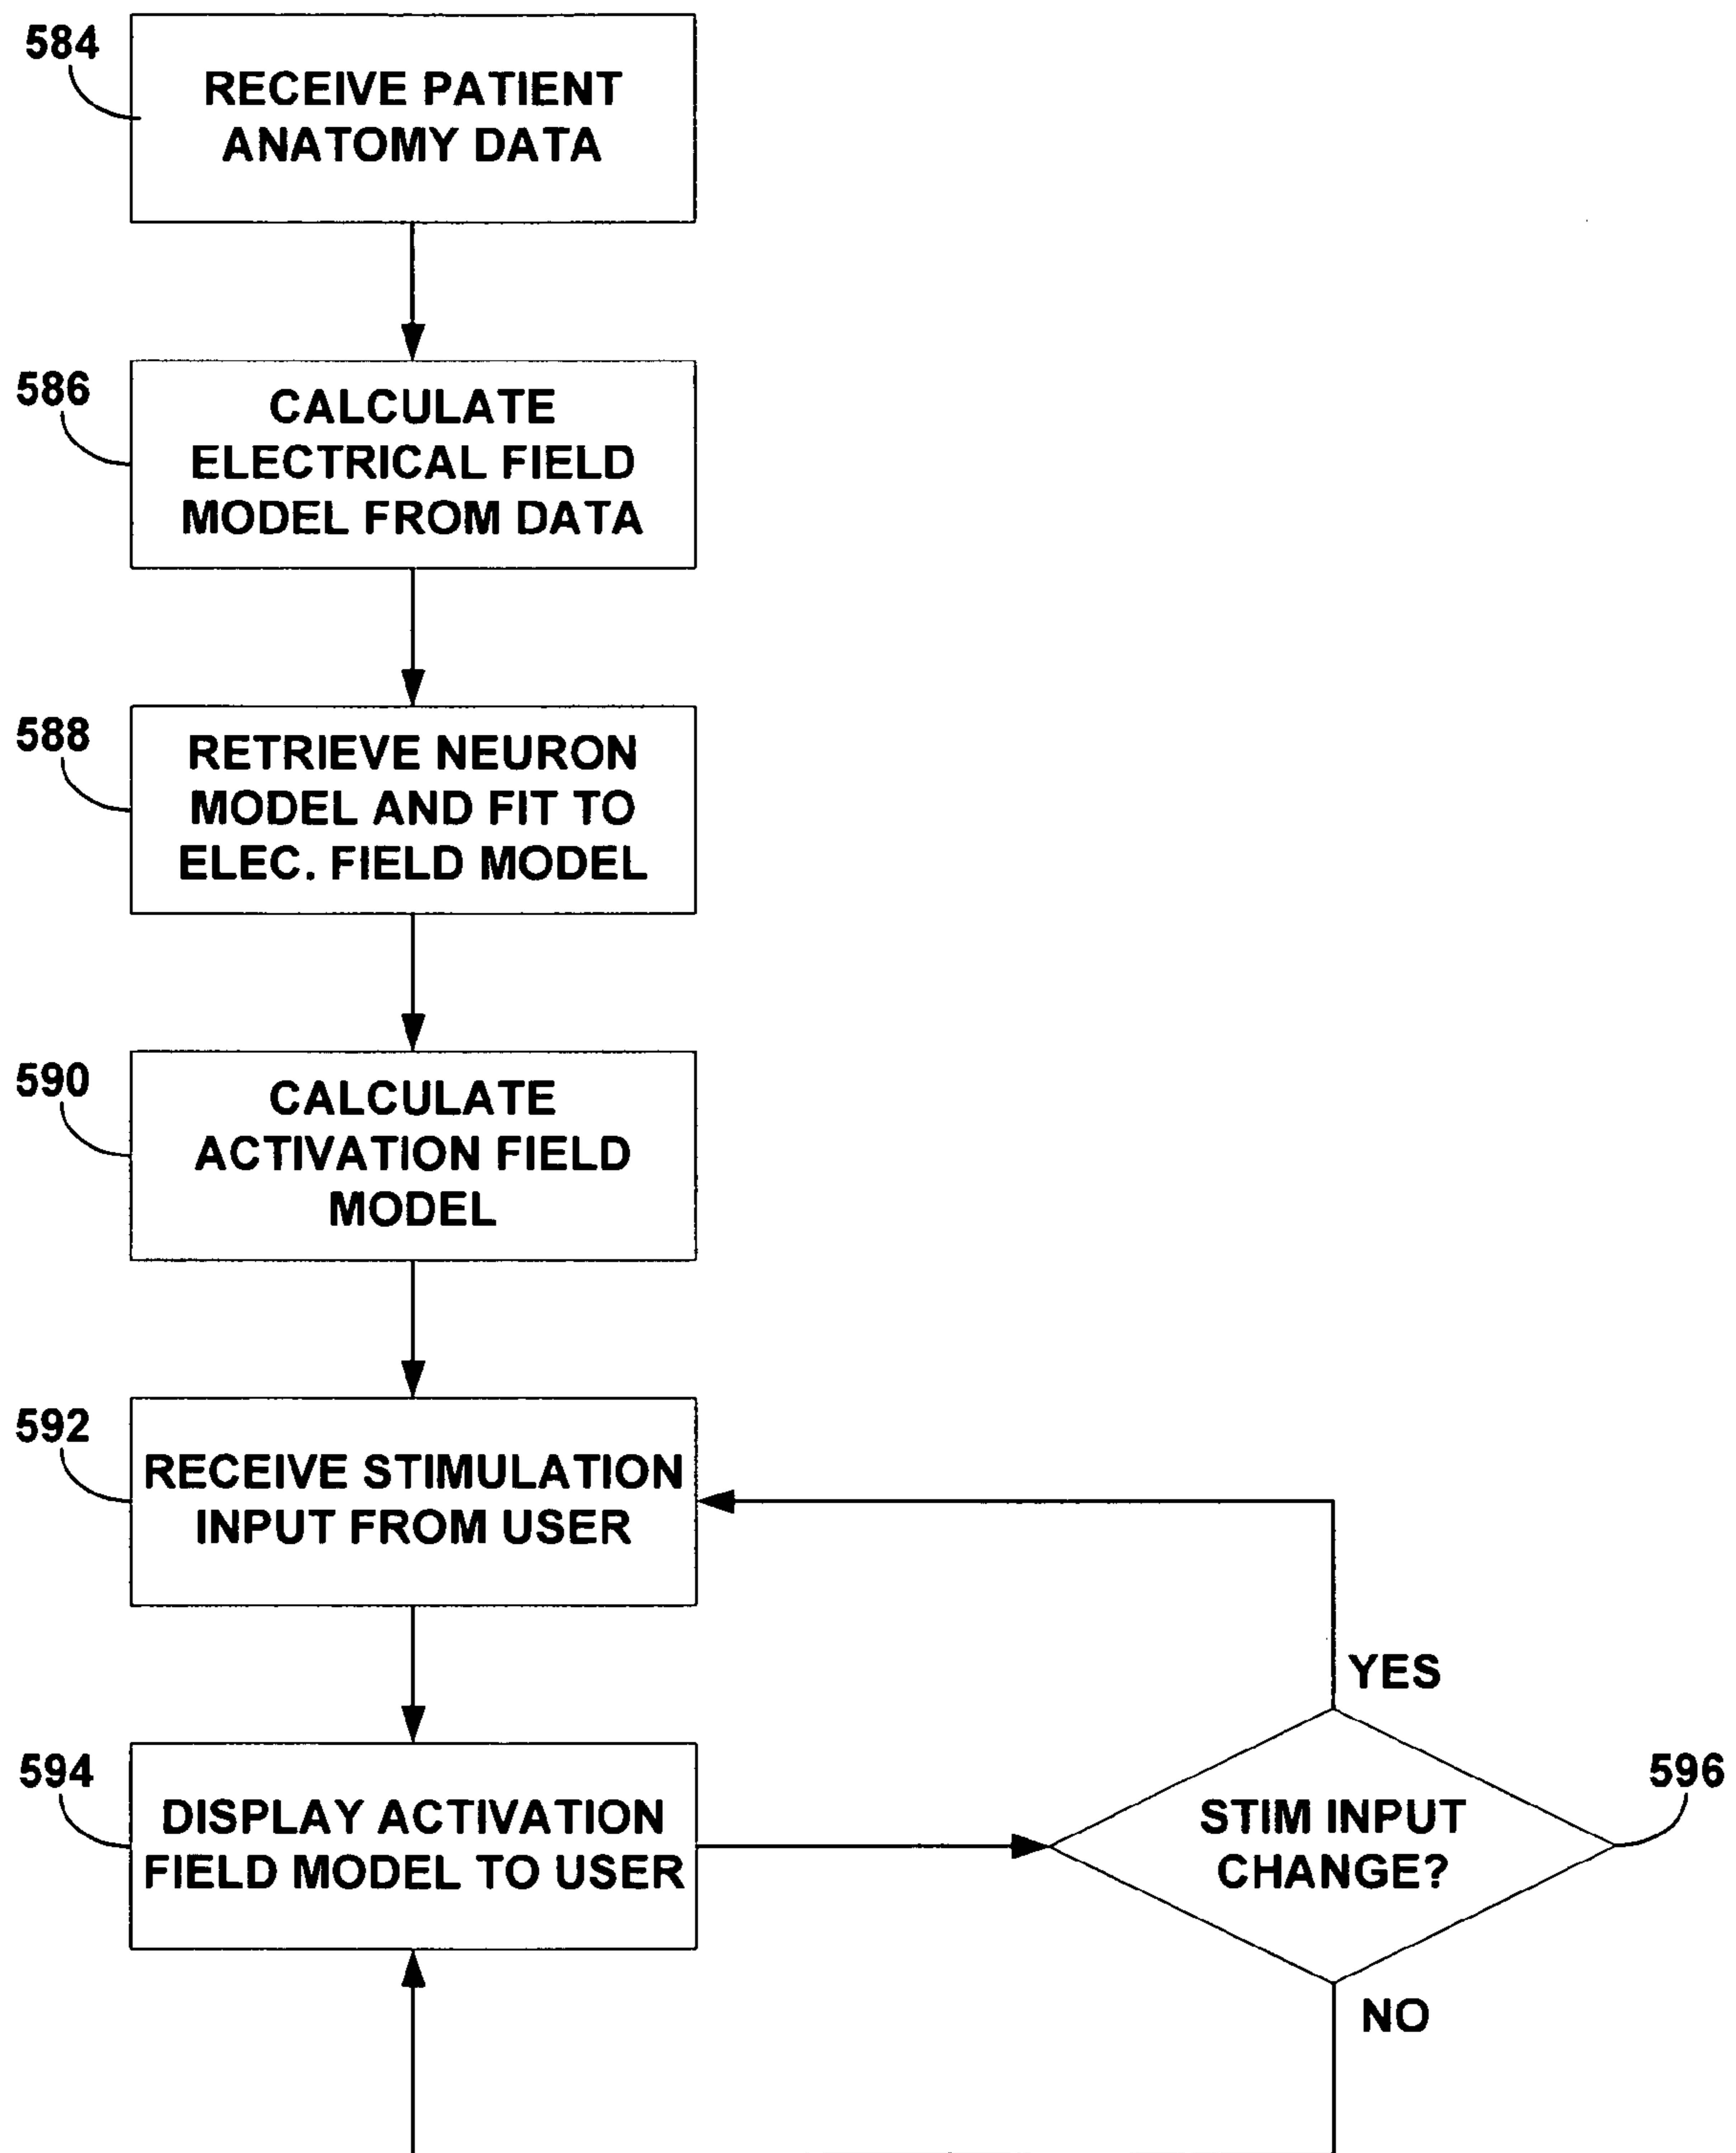 584
RECEIVE PATIENT
ANATOMY DATA
586
CALCULATE
ELECTRICAL FIELD
MODEL FROM DATA
588
RETRIEVE NEURON
MODEL AND FIT TO
ELEC. FIELD MODEL
590
CALCULATE
ACTIVATION FIELD
MODEL
592
RECEIVE STIMULATION
INPUT FROM USER
YES
594
DISPLAY ACTIVATION
FIELD MODEL TO USER
596
STIM INPUT
CHANGE?
NO